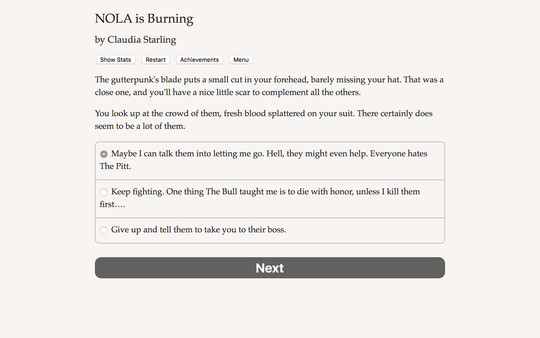 NOLA is Burning
by Claudia Starling
Show Stats Restart Achievements Menu
The gutterpunk's blade puts a small cut in your forehead, barely missing your hat. That was a
close one, and you'll have a nice little scar to complement all the others.
You look up at the crowd of them, fresh blood splattered on your suit. There certainly does
seem to be a lot of them.
Maybe I can talk them into letting me go. Hell, they might even help. Everyone hates
The Pitt.
Keep fighting. One thing The Bull taught me is to die with honor, unless I kill them
first….
Give up and tell them to take you to their boss.
Next